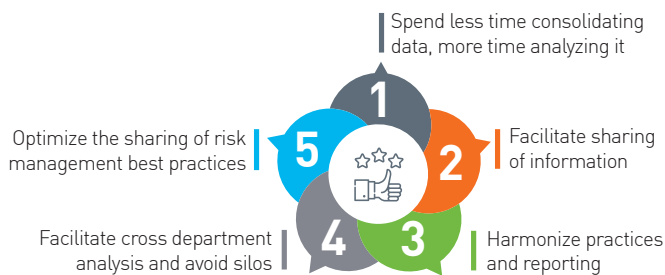 1
Spend less time consolidating
data, more time analyzing it
2
Facilitate sharing
of information
3
Harmonize practices
and reporting
4
Facilitate cross department
analysis and avoid silos
5
Optimize the sharing of risk
management best practices